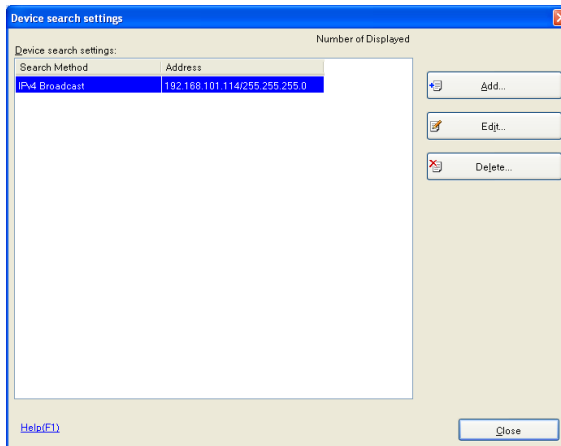 Device search settings
Number of Displayed
Device search settings:
Search Method Address
IPv4 Broadcast 192.168.101.114/255.255.255.0
Add...
Edit...
Delete...
Help(F1)
Close